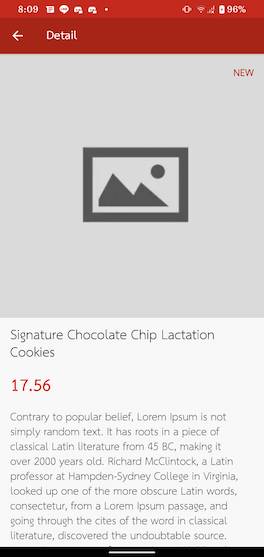 8:09
96%
Detail
NEW
Signature Chocolate Chip Lactation
Cookies
17.56
Contrary to popular belief, Lorem Ipsum is not
simply random text. It has roots in a piece of
classical Latin literature from 45 BC, making it
over 2000 years old. Richard McClintock, a Latin
professor at Hampden-Sydney College in Virginia,
looked up one of the more obscure Latin words,
consectetur, from a Lorem Ipsum passage, and
going through the cites of the word in classical
literature, discovered the undoubtable source.